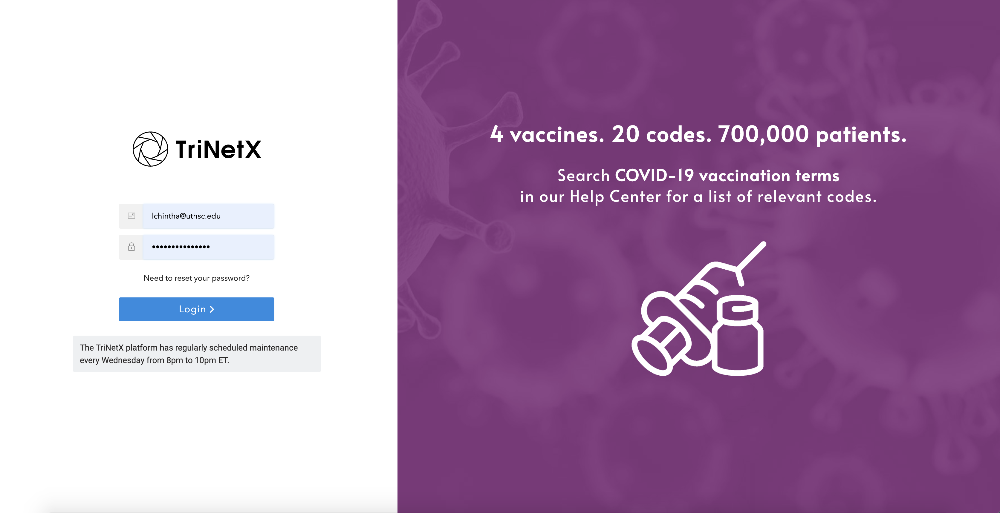 TriNetX
lchintha@uthsc.edu
•••••••••••••••
Need to reset your password?
Login
The TriNetX platform has regularly scheduled maintenance
every Wednesday from 8pm to 10pm ET.
4 vaccines. 20 codes. 700,000 patients.
Search COVID-19 vaccination terms
in our Help Center for a list of relevant codes.